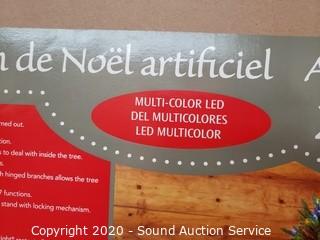 de Noël artificiel
MULTI-COLOR LED
DEL MULTICOLORES
LED MULTICOLOR
out.
to deal with inside the tree.
hinged branches allows the tree
7 functions.
stand with locking mechanism.
Copyright 2020 - Sound Auction Service